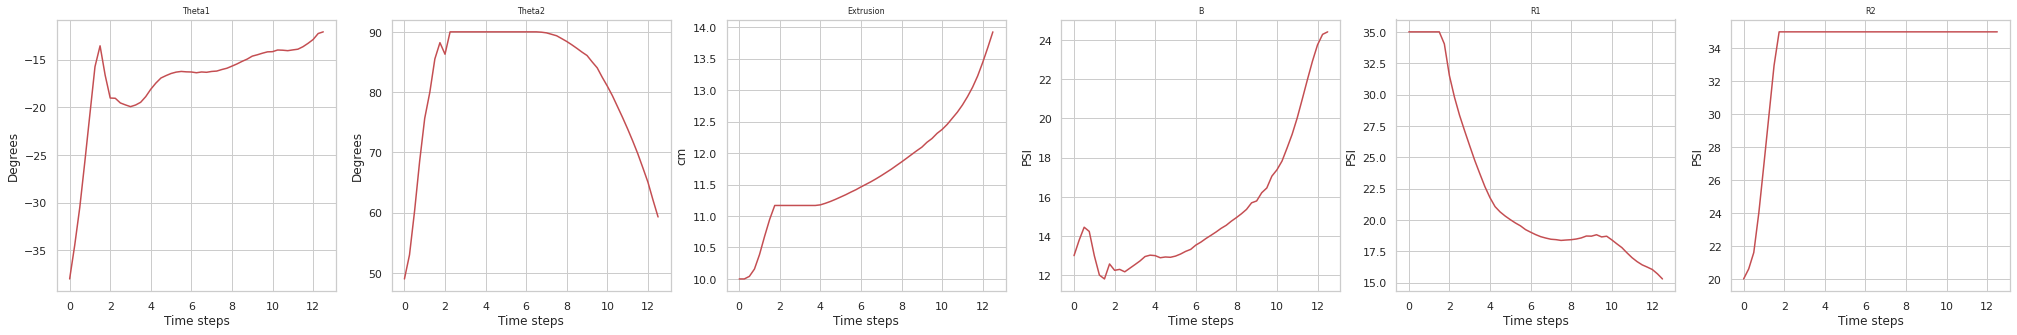 Theta1
Degrees
−15
−20
−25
−30
−35
0 2 4 6 8 10 12
Time steps
Theta2
Degrees
90
80
70
60
50
0 2 4 6 8 10 12
Time steps
Extrusion
cm
14.0
13.5
13.0
12.5
12.0
11.5
11.0
10.5
10.0
0 2 4 6 8 10 12
Time steps
B
PSI
24
22
20
18
16
14
12
0 2 4 6 8 10 12
Time steps
R1
PSI
35.0
32.5
30.0
27.5
25.0
22.5
20.0
17.5
15.0
0 2 4 6 8 10 12
Time steps
R2
PSI
34
32
30
28
26
24
22
20
0 2 4 6 8 10 12
Time steps